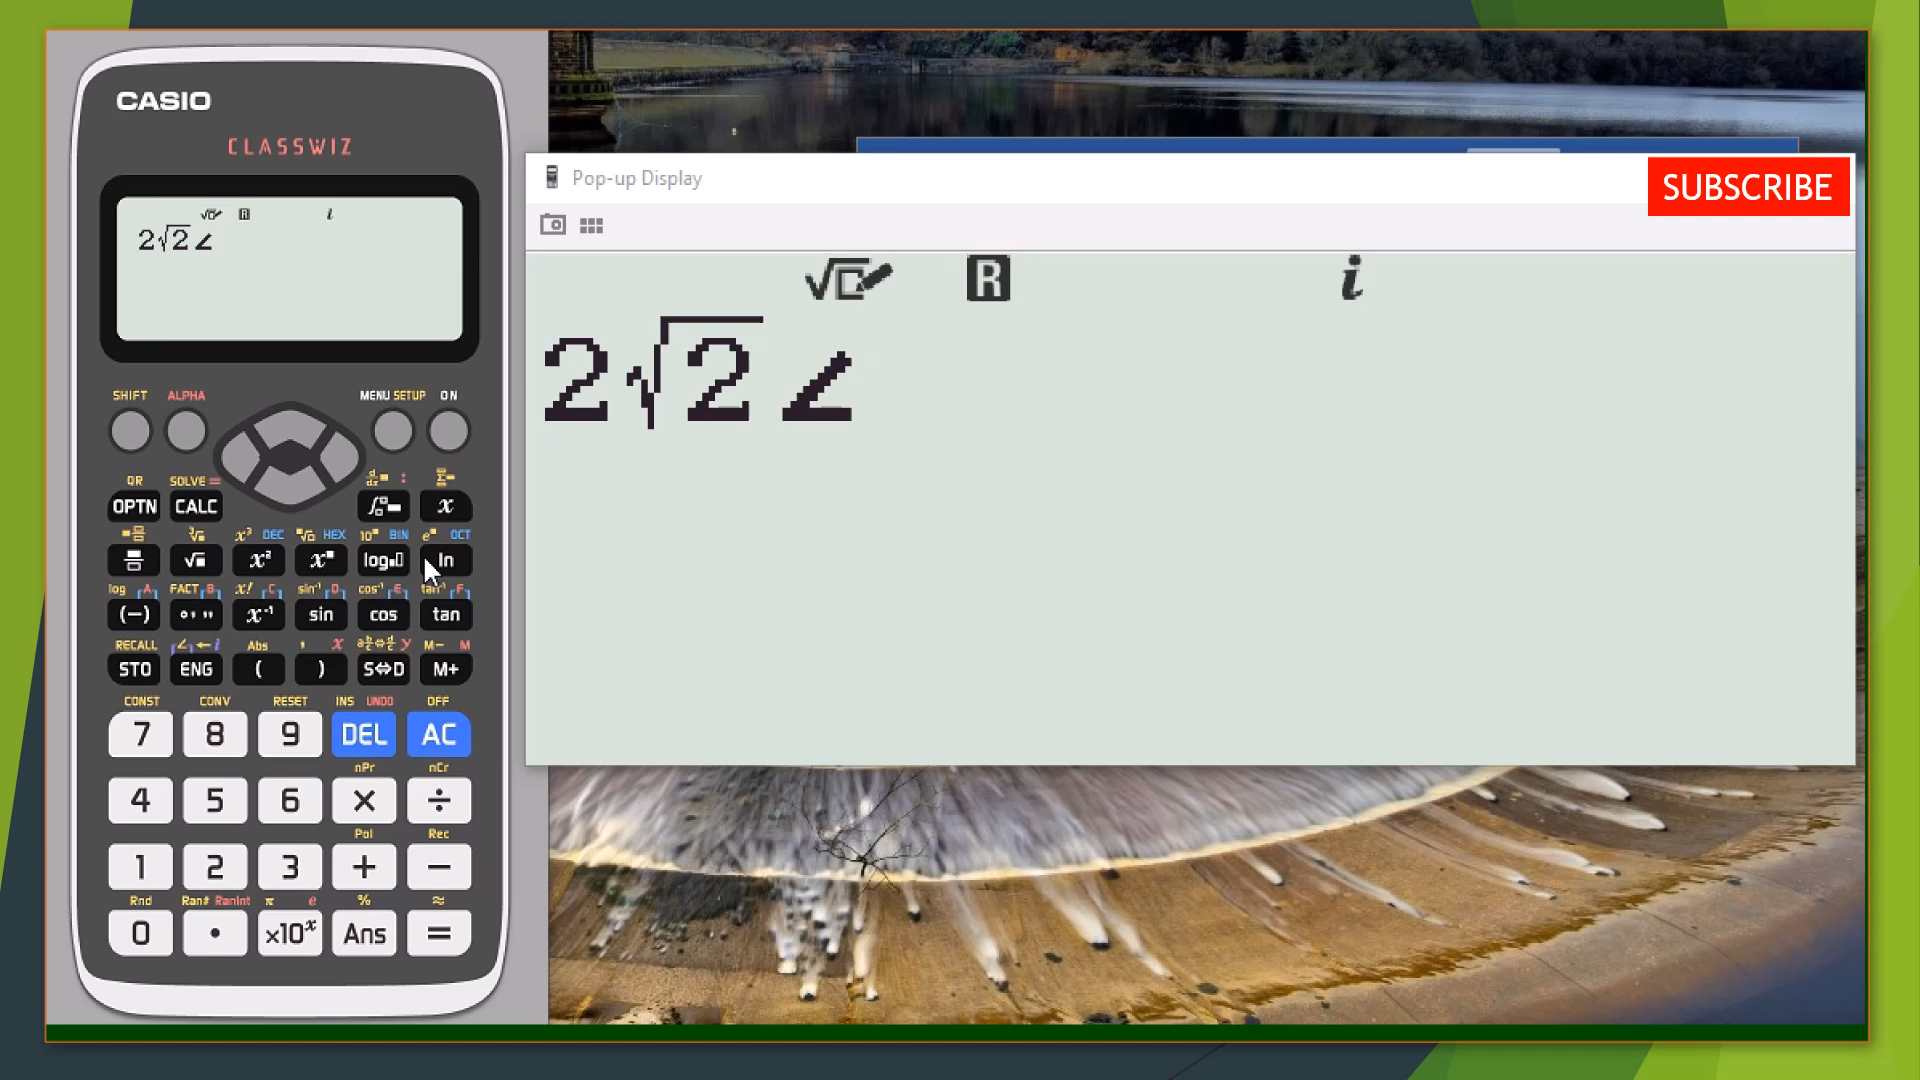 CASIO
CLASSWIZ
√ R i
2√2∠
Pop-up Display
SUBSCRIBE
√ R i
2√2∠
SHIFT ALPHA MENU SETUP ON
QR SOLVE = d/dx : Σ
OPTN CALC ∫ x
³√ x³ DEC √ HEX 10 BIN e OCT
√ x² x log ln
log A FACT B x! C sin⁻¹ D cos⁻¹ E tan⁻¹ F
(−) ° ′ ″ x⁻¹ sin cos tan
RECALL ∠ ← i Abs , x a b/c⇔d/c y M− M
STO ENG ( ) S⇔D M+
CONST CONV RESET INS UNDO OFF
7 8 9 DEL AC
nPr nCr
4 5 6 × ÷
Pol Rec
1 2 3 + −
Rnd Ran# RanInt π e % ≈
0 • ×10ˣ Ans =